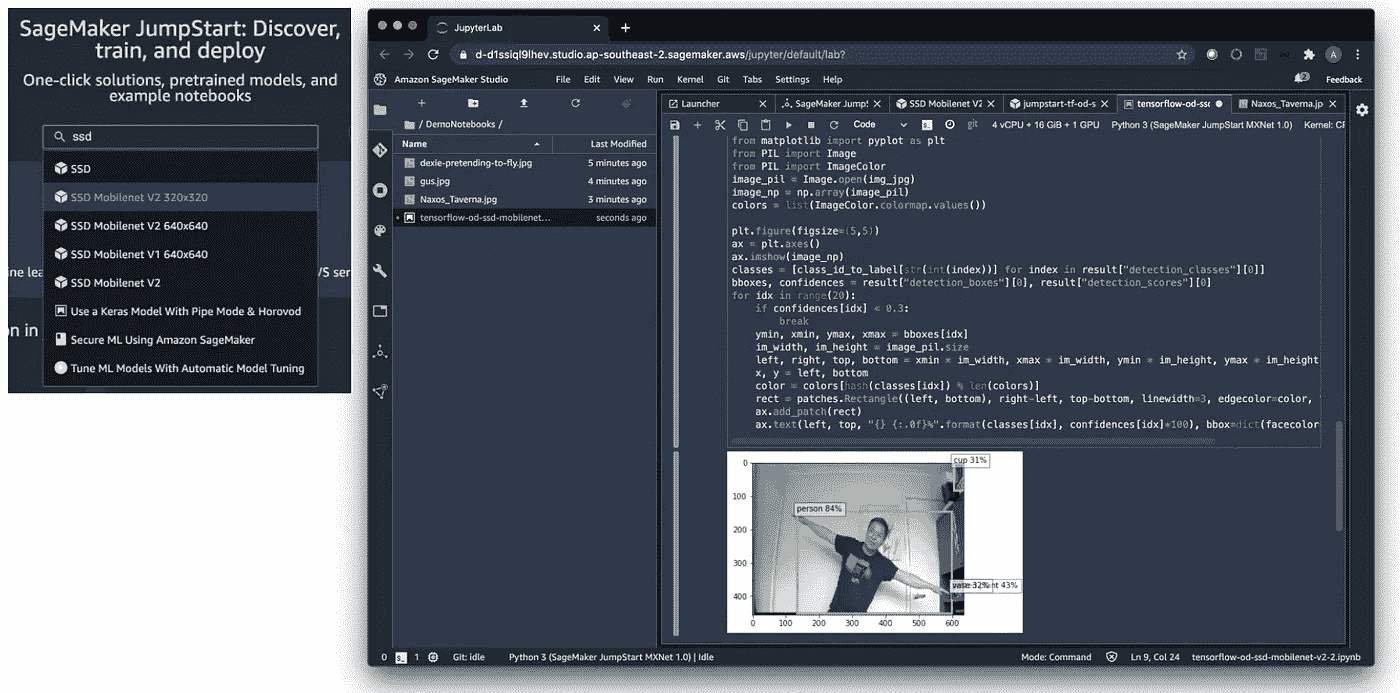 SageMaker JumpStart: Discover,
train, and deploy
One-click solutions, pretrained models, and
example notebooks
ssd
SSD
SSD Mobilenet V2 320x320
SSD Mobilenet V2 640x640
SSD Mobilenet V1 640x640
SSD Mobilenet V2
Use a Keras Model With Pipe Mode & Horovod
Secure ML Using Amazon SageMaker
Tune ML Models With Automatic Model Tuning
ine lea
/S ser
on in
JupyterLab
d-d1ssiql9lhev.studio.ap-southeast-2.sagemaker.aws/jupyter/default/lab?
A
Amazon SageMaker Studio File Edit View Run Kernel Git Tabs Settings Help Feedback
/ DemoNotebooks /
Name Last Modified
dexie-pretending-to-fly.jpg 5 minutes ago
gus.jpg 4 minutes ago
Naxos_Taverna.jpg 3 minutes ago
tensorflow-od-ssd-mobilenet... seconds ago
Launcher SageMaker JumpS SSD Mobilenet V2 jumpstart-tf-od-s tensorflow-od-ssd Naxos_Taverna.jp
Code git 4 vCPU + 16 GiB + 1 GPU Python 3 (SageMaker JumpStart MXNet 1.0) Kernel: CF
from matplotlib import pyplot as plt
from PIL import Image
from PIL import ImageColor
image_pil = Image.open(img_jpg)
image_np = np.array(image_pil)
colors = list(ImageColor.colormap.values())
plt.figure(figsize=(5,5))
ax = plt.axes()
ax.imshow(image_np)
classes = [class_id_to_label[str(int(index))] for index in result["detection_classes"][0]]
bboxes, confidences = result["detection_boxes"][0], result["detection_scores"][0]
for idx in range(20):
if confidences[idx] < 0.3:
break
ymin, xmin, ymax, xmax = bboxes[idx]
im_width, im_height = image_pil.size
left, right, top, bottom = xmin * im_width, xmax * im_width, ymin * im_height, ymax * im_height
x, y = left, bottom
color = colors[hash(classes[idx]) % len(colors)]
rect = patches.Rectangle((left, bottom), right-left, top-bottom, linewidth=3, edgecolor=color,
ax.add_patch(rect)
ax.text(left, top, "{} {:.0f}%".format(classes[idx], confidences[idx]*100), bbox=dict(facecolor
cup 31%
person 84%
43%
0
100
200
300
400
0 100 200 300 400 500 600
0 1 Git: idle Python 3 (SageMaker JumpStart MXNet 1.0) | Idle Mode: Command Ln 9, Col 24 tensorflow-od-ssd-mobilenet-v2-2.ipynb